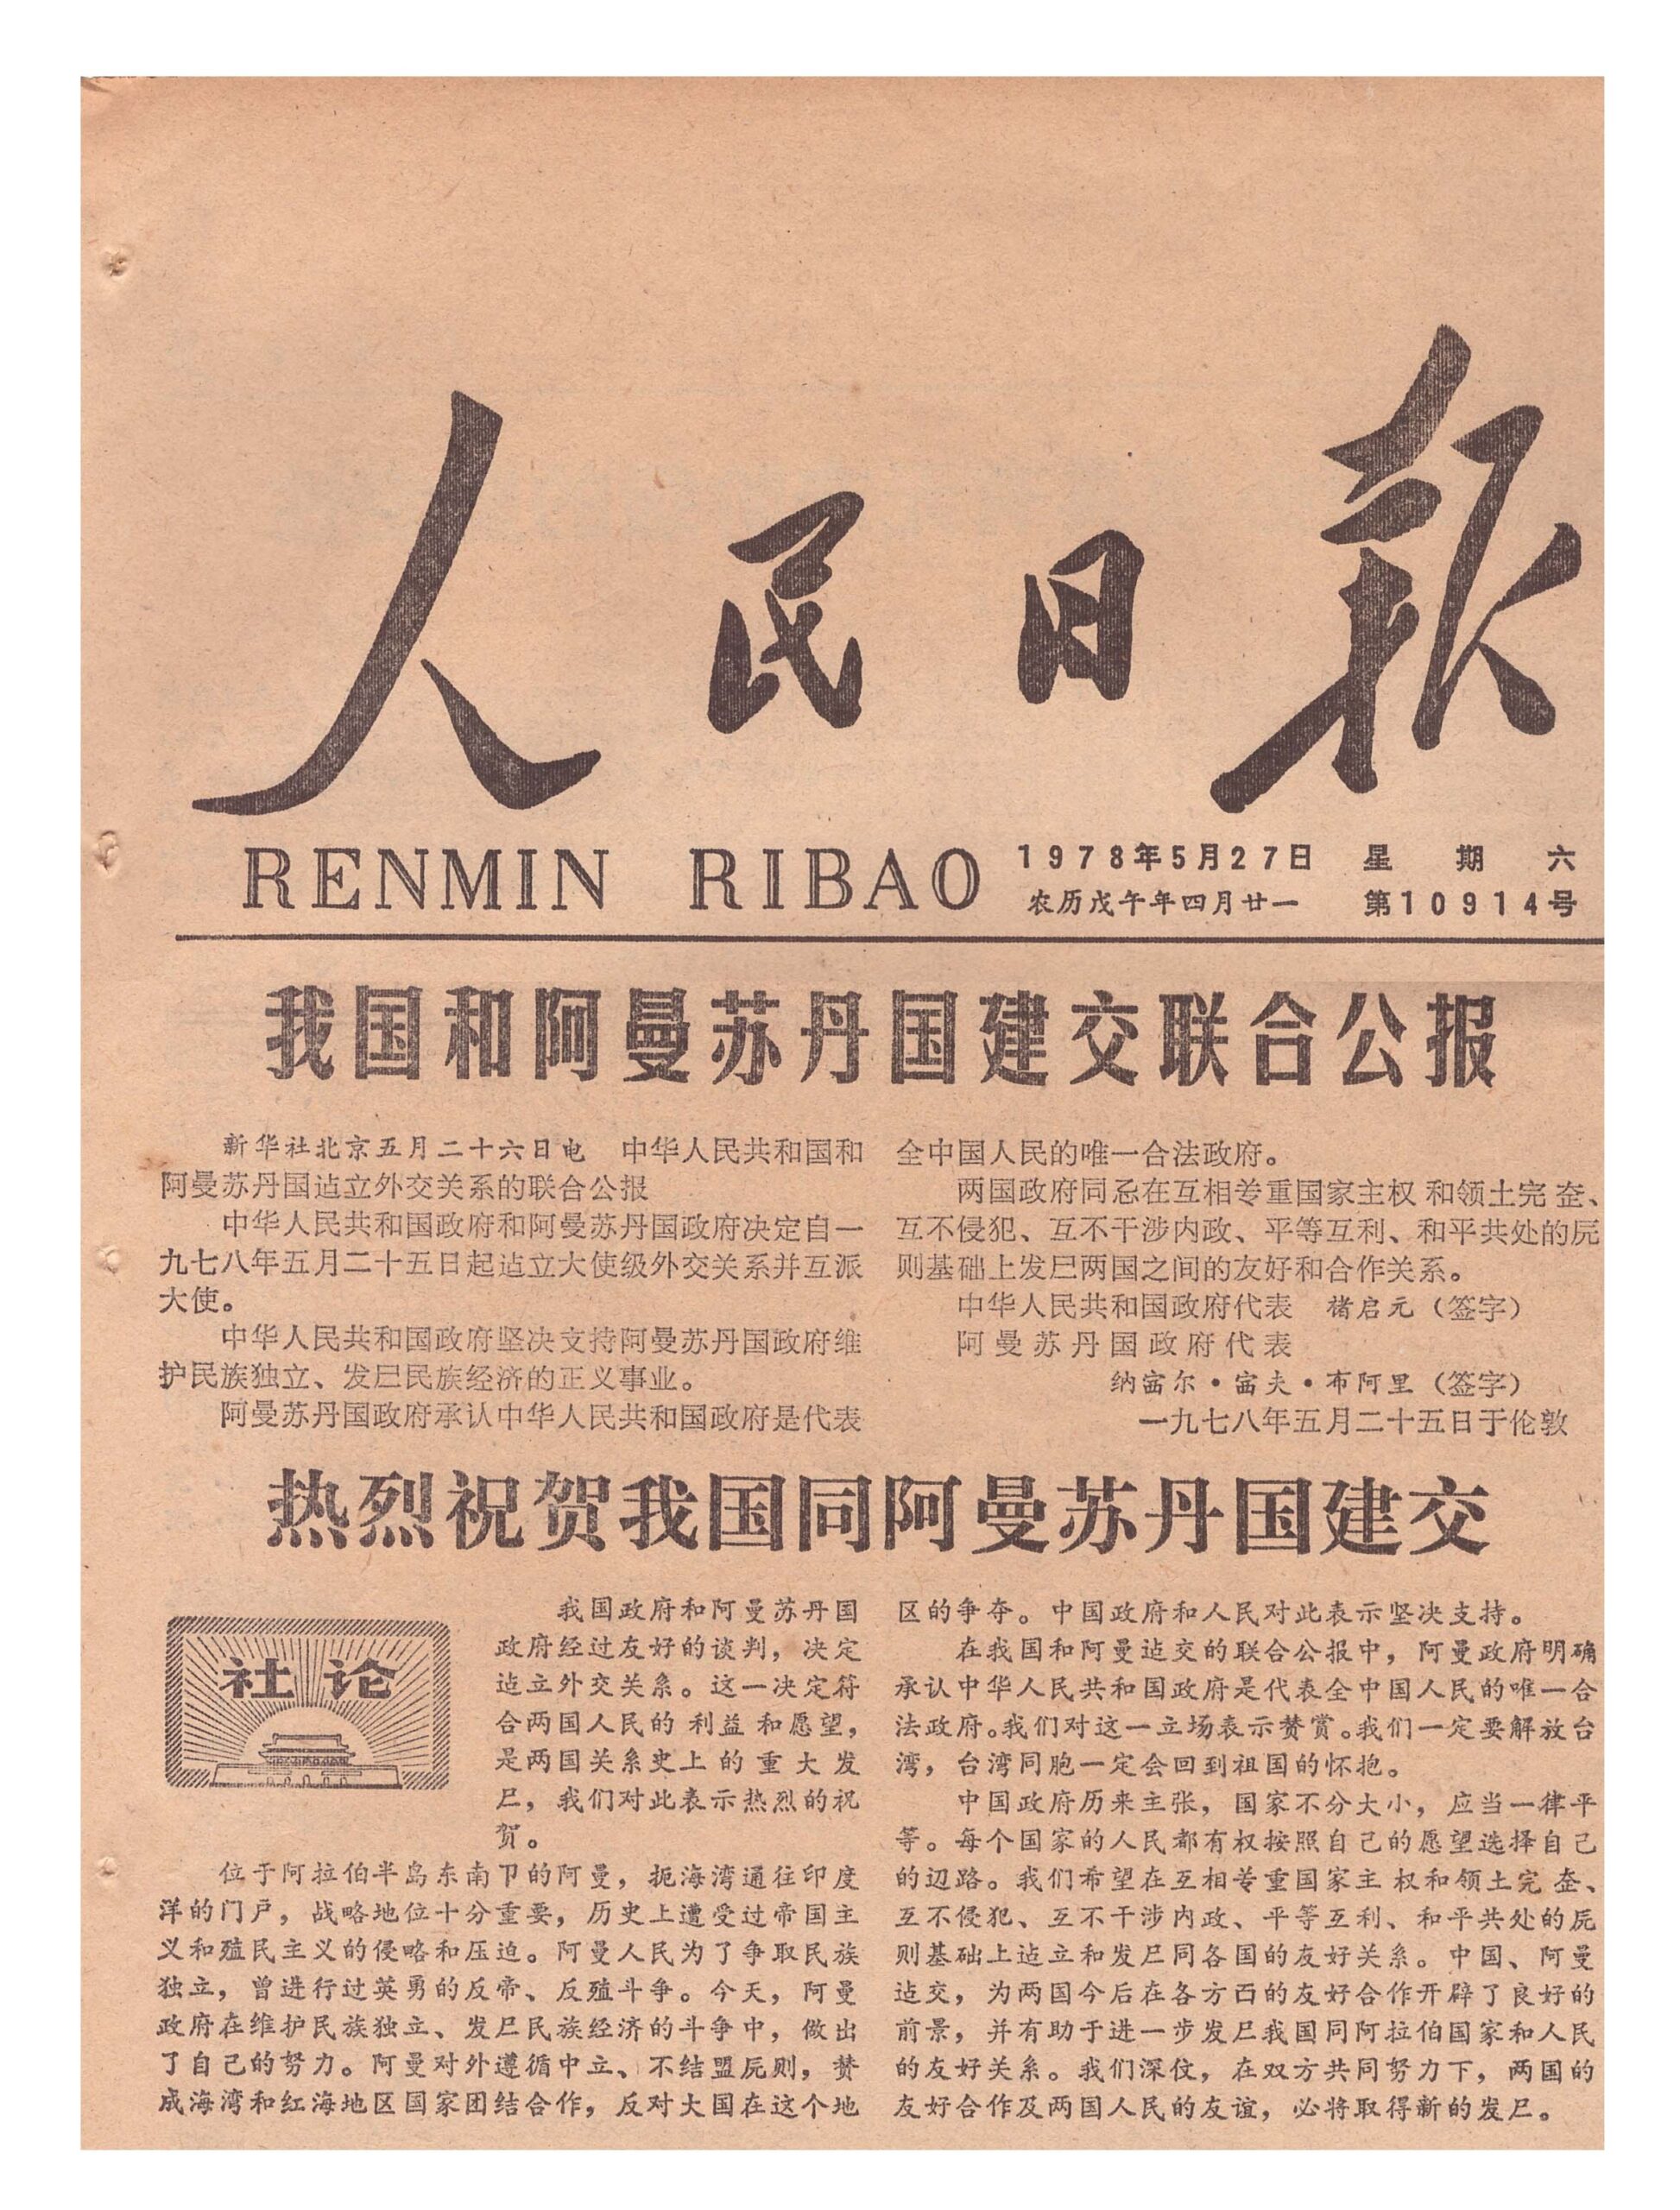 人民日报
RENMIN RIBAO
1978年5月27日 星期六
农历戊午年四月廿一 第10914号
我国和阿曼苏丹国建交联合公报
新华社北京五月二十六日电 中华人民共和国和
阿曼苏丹国建立外交关系的联合公报
中华人民共和国政府和阿曼苏丹国政府决定自一
九七八年五月二十五日起建立大使级外交关系并互派
大使。
中华人民共和国政府坚决支持阿曼苏丹国政府维
护民族独立、发展民族经济的正义事业。
阿曼苏丹国政府承认中华人民共和国政府是代表
全中国人民的唯一合法政府。
两国政府同意在互相尊重国家主权和领土完整、
互不侵犯、互不干涉内政、平等互利、和平共处的原
则基础上发展两国之间的友好和合作关系。
中华人民共和国政府代表 褚启元（签字）
阿曼苏丹国政府代表
纳赛尔·赛夫·布阿里（签字）
一九七八年五月二十五日于伦敦
热烈祝贺我国同阿曼苏丹国建交
社论
我国政府和阿曼苏丹国
政府经过友好的谈判，决定
建立外交关系。这一决定符
合两国人民的利益和愿望，
是两国关系史上的重大发
展，我们对此表示热烈的祝
贺。
位于阿拉伯半岛东南部的阿曼，扼海湾通往印度
洋的门户，战略地位十分重要，历史上遭受过帝国主
义和殖民主义的侵略和压迫。阿曼人民为了争取民族
独立，曾进行过英勇的反帝、反殖斗争。今天，阿曼
政府在维护民族独立、发展民族经济的斗争中，做出
了自己的努力。阿曼对外遵循中立、不结盟原则，赞
成海湾和红海地区国家团结合作，反对大国在这个地
区的争夺。中国政府和人民对此表示坚决支持。
在我国和阿曼建交的联合公报中，阿曼政府明确
承认中华人民共和国政府是代表全中国人民的唯一合
法政府。我们对这一立场表示赞赏。我们一定要解放台
湾，台湾同胞一定会回到祖国的怀抱。
中国政府历来主张，国家不分大小，应当一律平
等。每个国家的人民都有权按照自己的愿望选择自己
的道路。我们希望在互相尊重国家主权和领土完整、
互不侵犯、互不干涉内政、平等互利、和平共处的原
则基础上建立和发展同各国的友好关系。中国、阿曼
建交，为两国今后在各方面的友好合作开辟了良好的
前景，并有助于进一步发展我国同阿拉伯国家和人民
的友好关系。我们深信，在双方共同努力下，两国的
友好合作及两国人民的友谊，必将取得新的发展。